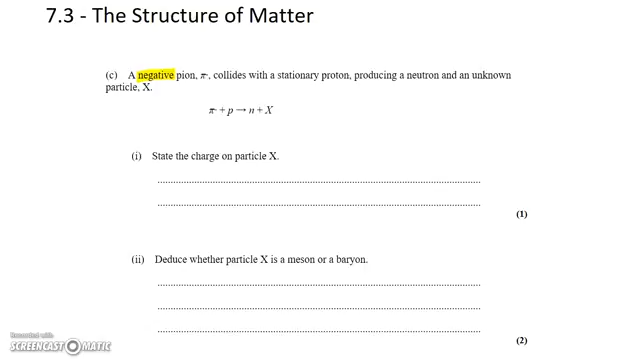 7.3 - The Structure of Matter
(c) A negative pion, π⁻, collides with a stationary proton, producing a neutron and an unknown
particle, X.
π⁻ + p → n + X
(i) State the charge on particle X.
................................................................................................
................................................................................................
(1)
(ii) Deduce whether particle X is a meson or a baryon.
................................................................................................
................................................................................................
................................................................................................
(2)
Recorded with
SCREENCAST-O-MATIC